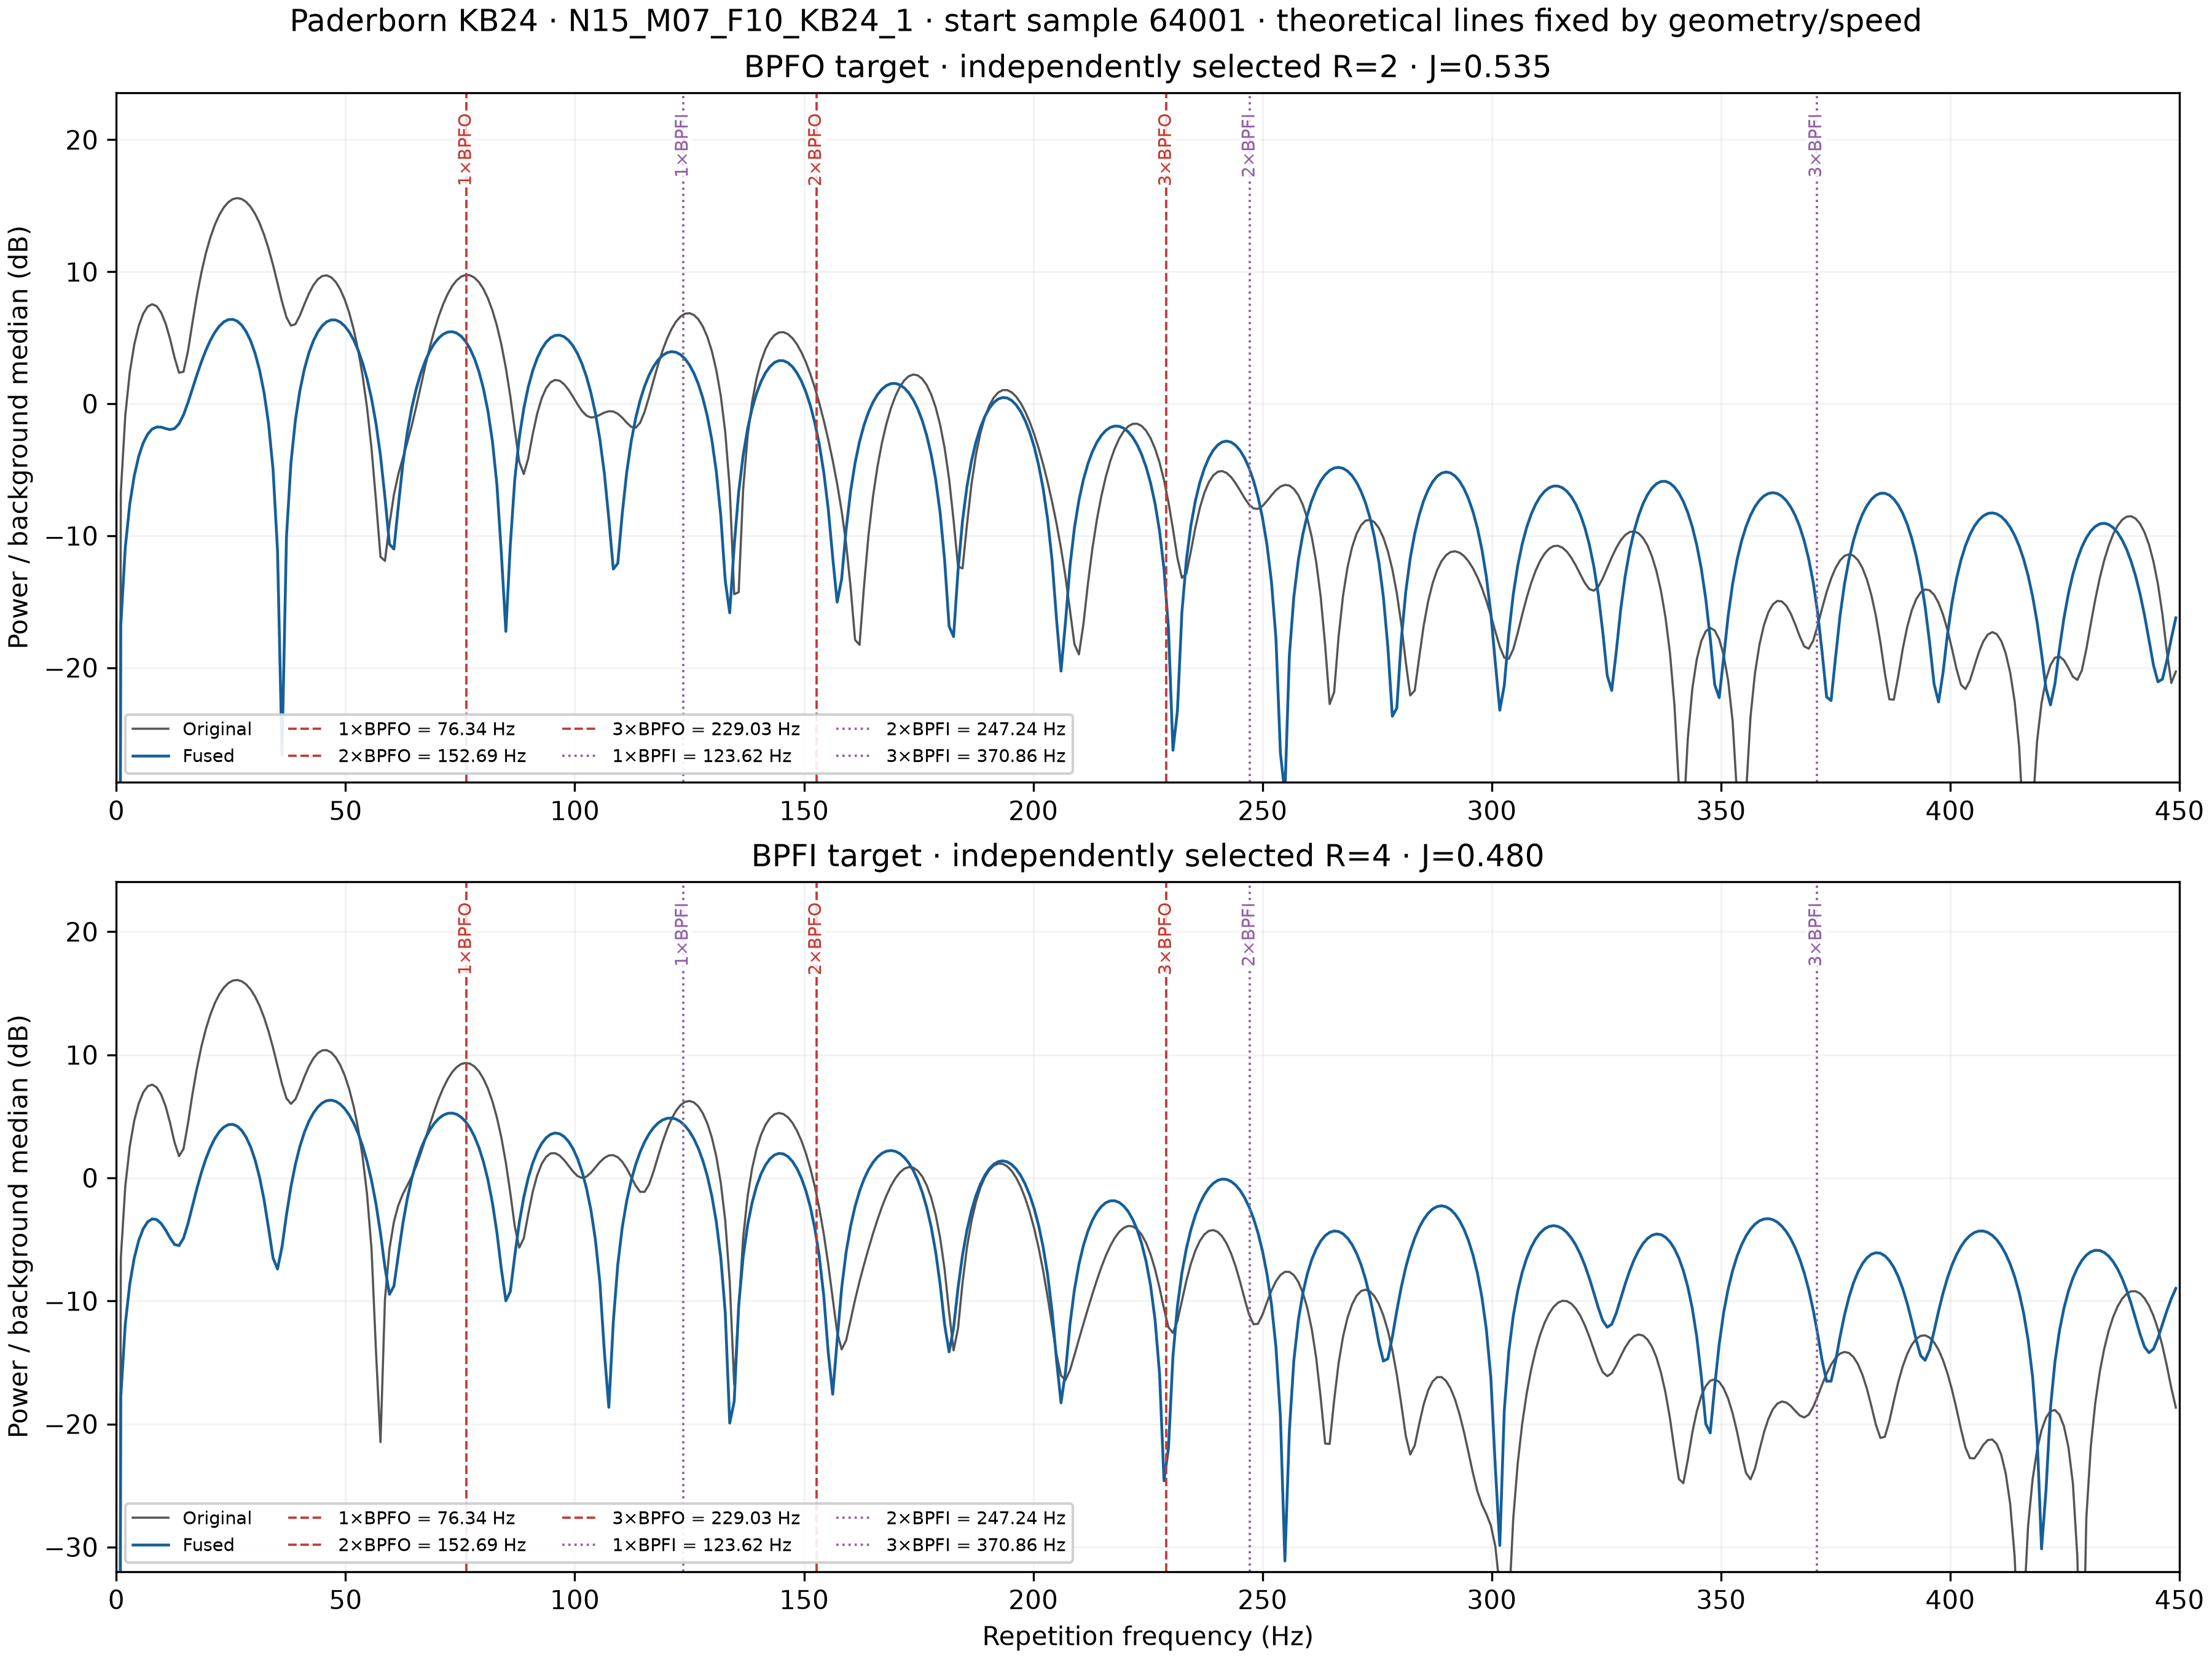 Paderborn KB24 · N15_M07_F10_KB24_1 · start sample 64001 · theoretical lines fixed by geometry/speed
BPFO target · independently selected R=2 · J=0.535
Power / background median (dB)
20
10
0
−10
−20
1×BPFO
1×BPFI
2×BPFO
3×BPFO
2×BPFI
3×BPFI
Original
Fused
1×BPFO = 76.34 Hz
2×BPFO = 152.69 Hz
3×BPFO = 229.03 Hz
1×BPFI = 123.62 Hz
2×BPFI = 247.24 Hz
3×BPFI = 370.86 Hz
0 50 100 150 200 250 300 350 400 450
BPFI target · independently selected R=4 · J=0.480
Power / background median (dB)
20
10
0
−10
−20
−30
1×BPFO
1×BPFI
2×BPFO
3×BPFO
2×BPFI
3×BPFI
Original
Fused
1×BPFO = 76.34 Hz
2×BPFO = 152.69 Hz
3×BPFO = 229.03 Hz
1×BPFI = 123.62 Hz
2×BPFI = 247.24 Hz
3×BPFI = 370.86 Hz
0 50 100 150 200 250 300 350 400 450
Repetition frequency (Hz)